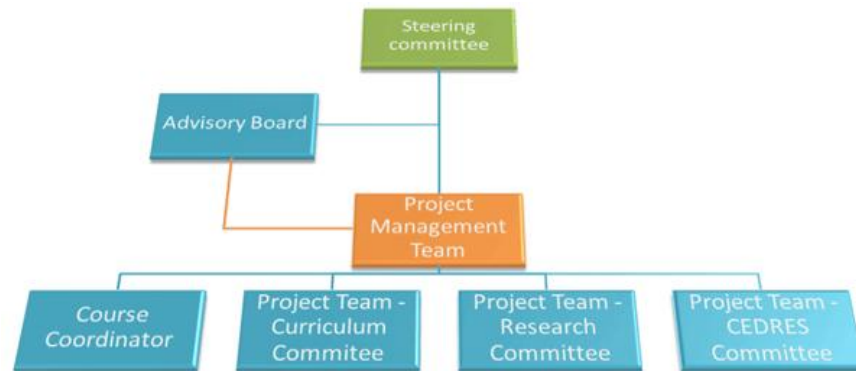 Steering
committee
Advisory Board
Project
Management
Team
Course
Coordinator
Project Team -
Curriculum
Commitee
Project Team -
Research
Committee
Project Team -
CEDRES
Committee